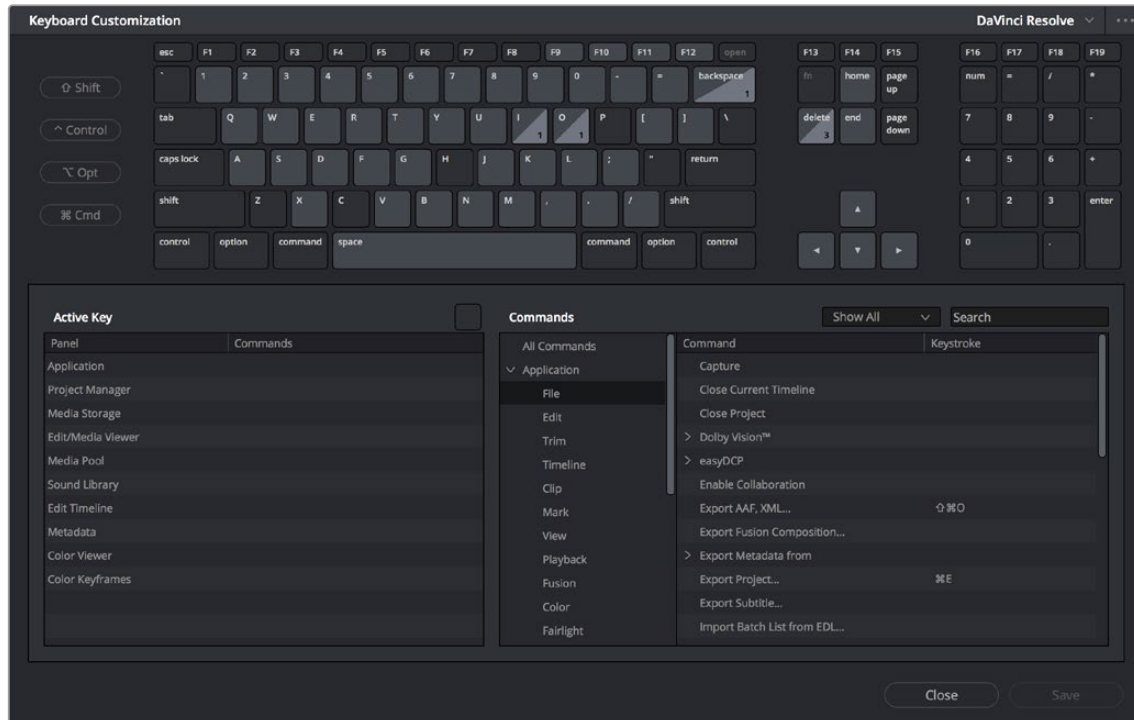 Keyboard Customization
DaVinci Resolve
esc F1 F2 F3 F4 F5 F6 F7 F8 F9 F10 F11 F12 open F13 F14 F15 F16 F17 F18 F19
⇧ Shift
` 1 2 3 4 5 6 7 8 9 0 - = backspace 1 fn home page up num = / *
^ Control
tab Q W E R T Y U I 1 O 1 P [ ] \ delete 3 end page down 7 8 9 -
⌥ Opt
caps lock A S D F G H J K L ; " return 4 5 6 +
⌘ Cmd
shift Z X C V B N M , . / shift ▲ 1 2 3 enter
control option command space command option control ◄ ▼ ► 0 .
Active Key
Panel Commands
Application
Project Manager
Media Storage
Edit/Media Viewer
Media Pool
Sound Library
Edit Timeline
Metadata
Color Viewer
Color Keyframes
Commands
Show All
Search
All Commands
Application
File
Edit
Trim
Timeline
Clip
Mark
View
Playback
Fusion
Color
Fairlight
Command Keystroke
Capture
Close Current Timeline
Close Project
> Dolby Vision™
> easyDCP
Enable Collaboration
Export AAF, XML... ⇧⌘O
Export Fusion Composition...
> Export Metadata from
Export Project... ⌘E
Export Subtitle...
Import Batch List from EDL...
Close
Save